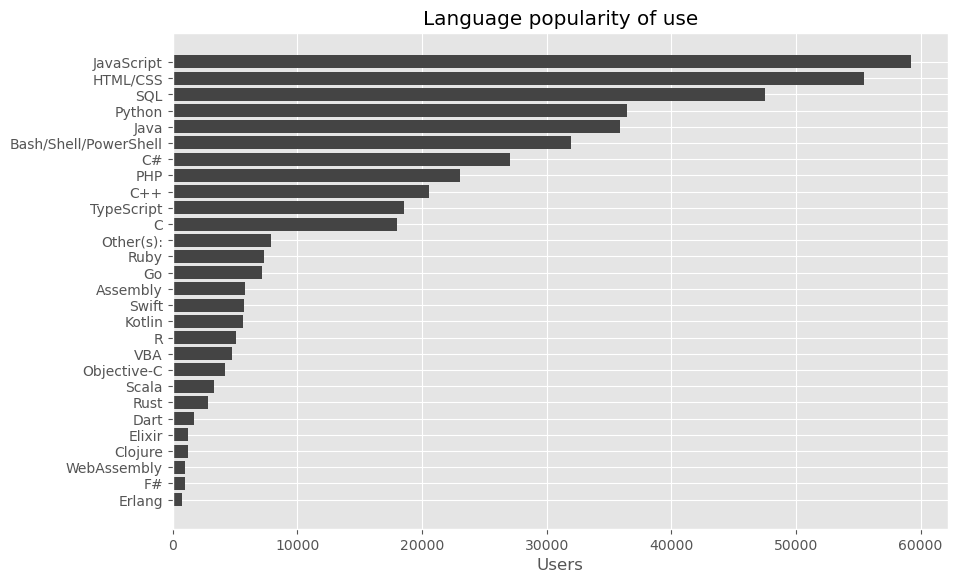 Language popularity of use
JavaScript
HTML/CSS
SQL
Python
Java
Bash/Shell/PowerShell
C#
PHP
C++
TypeScript
C
Other(s):
Ruby
Go
Assembly
Swift
Kotlin
R
VBA
Objective-C
Scala
Rust
Dart
Elixir
Clojure
WebAssembly
F#
Erlang
0 10000 20000 30000 40000 50000 60000
Users